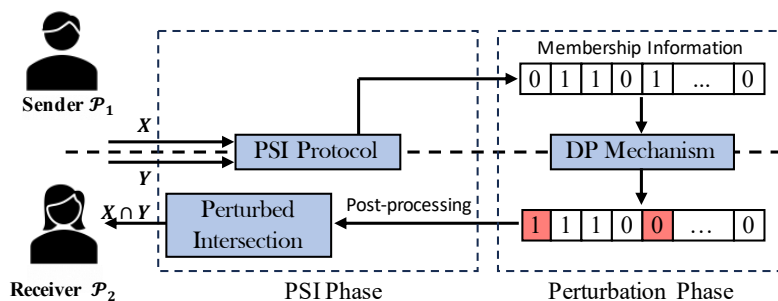 Membership Information
0 1 1 0 1 ... 0
Sender 𝒫₁
X
PSI Protocol
DP Mechanism
Y
X ∩ Y
Perturbed
Intersection
Post-processing
1 1 1 0 0 ... 0
Receiver 𝒫₂
PSI Phase
Perturbation Phase